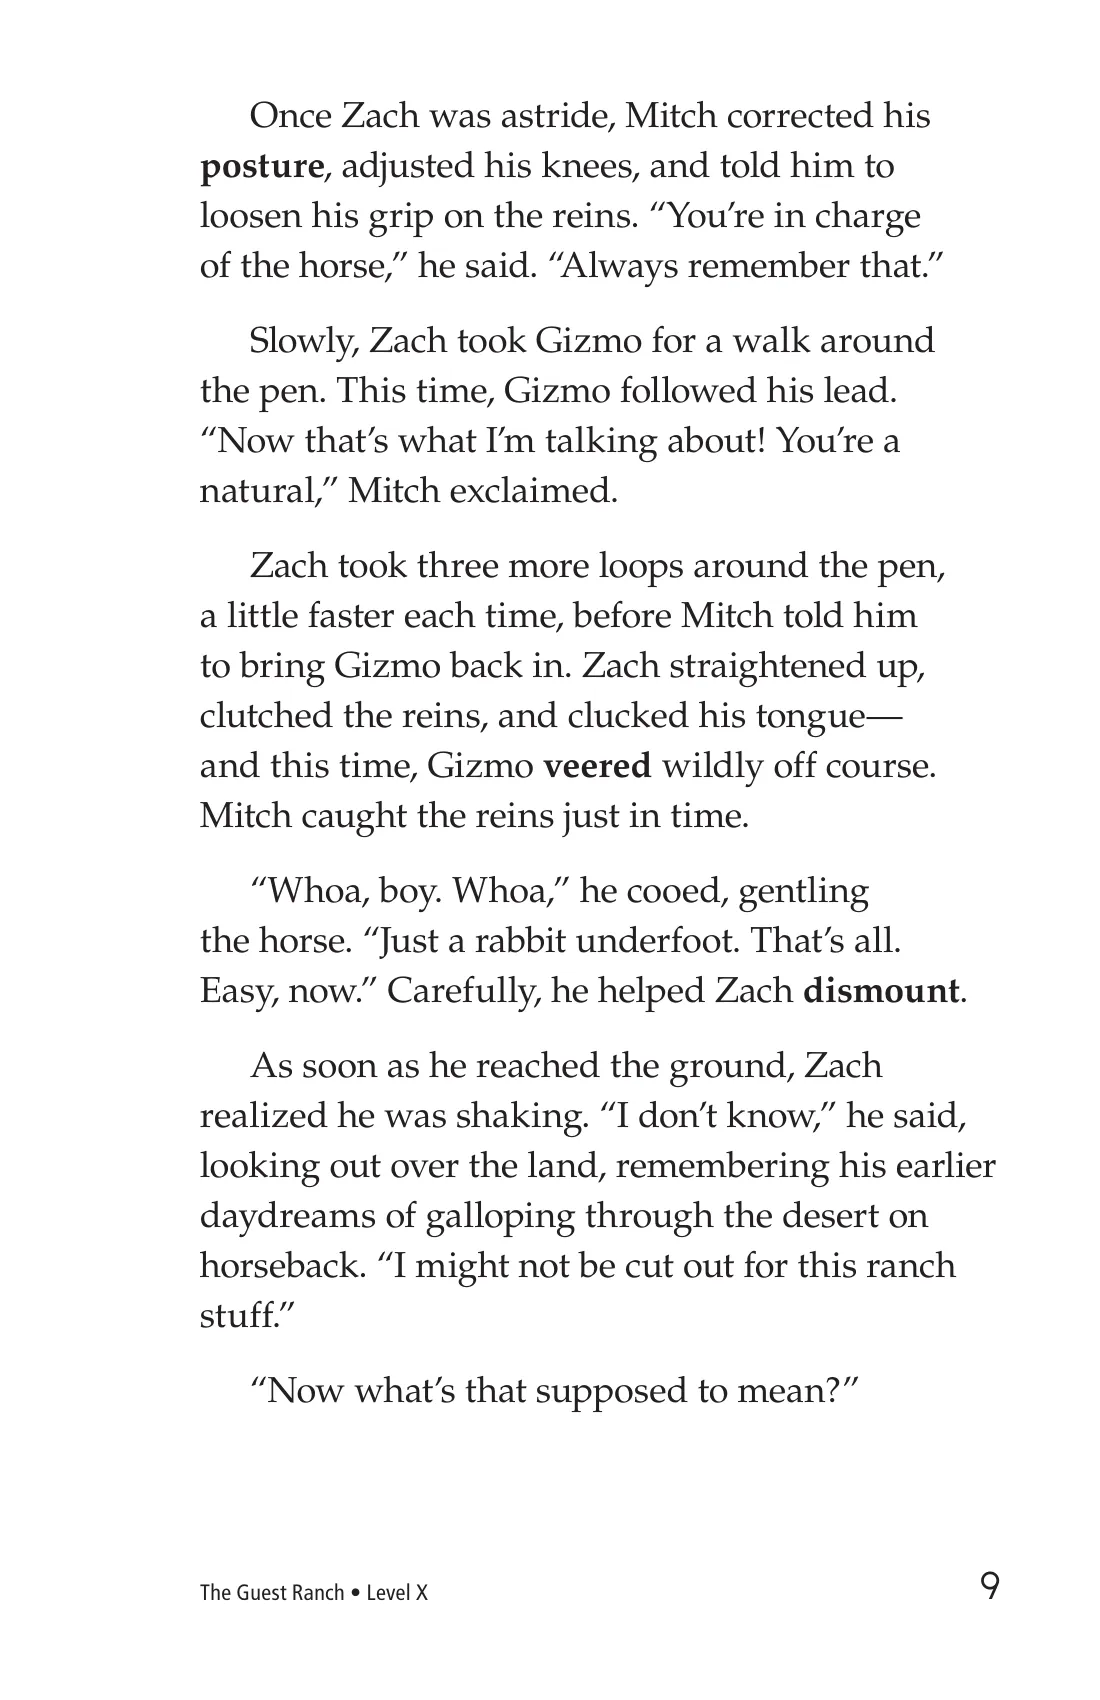 Once Zach was astride, Mitch corrected his
posture, adjusted his knees, and told him to
loosen his grip on the reins. “You’re in charge
of the horse,” he said. “Always remember that.”
Slowly, Zach took Gizmo for a walk around
the pen. This time, Gizmo followed his lead.
“Now that’s what I’m talking about! You’re a
natural,” Mitch exclaimed.
Zach took three more loops around the pen,
a little faster each time, before Mitch told him
to bring Gizmo back in. Zach straightened up,
clutched the reins, and clucked his tongue—
and this time, Gizmo veered wildly off course.
Mitch caught the reins just in time.
“Whoa, boy. Whoa,” he cooed, gentling
the horse. “Just a rabbit underfoot. That’s all.
Easy, now.” Carefully, he helped Zach dismount.
As soon as he reached the ground, Zach
realized he was shaking. “I don’t know,” he said,
looking out over the land, remembering his earlier
daydreams of galloping through the desert on
horseback. “I might not be cut out for this ranch
stuff.”
“Now what’s that supposed to mean?”
The Guest Ranch • Level X
9